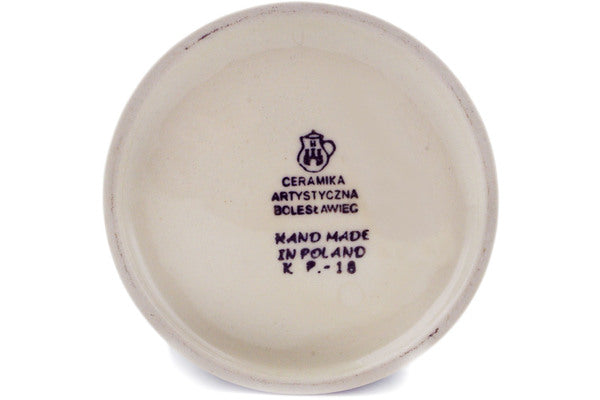 CERAMIKA
ARTYSTYCZNA
BOLESŁAWIEC
HAND MADE
IN POLAND
K P.-18